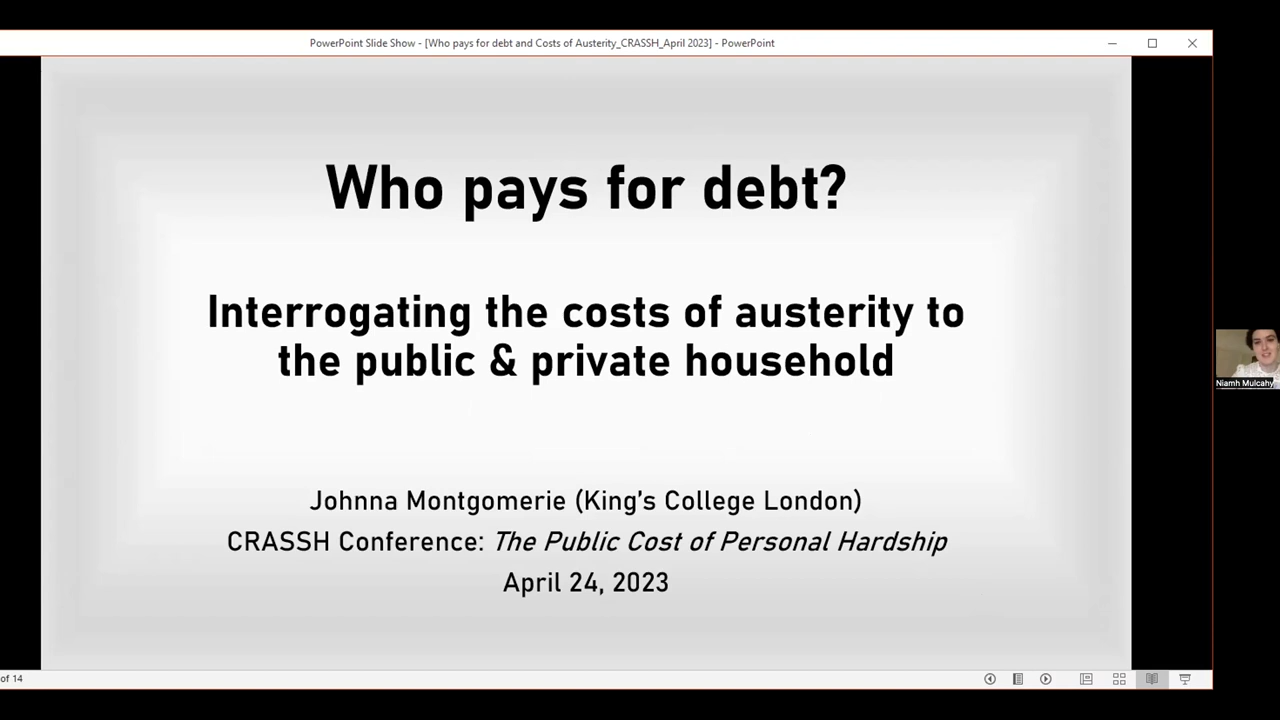 PowerPoint Slide Show - [Who pays for debt and Costs of Austerity_CRASSH_April 2023] - PowerPoint
Who pays for debt?
Interrogating the costs of austerity to
the public & private household
Niamh Mulcahy
Johnna Montgomerie (King's College London)
CRASSH Conference: The Public Cost of Personal Hardship
April 24, 2023
of 14